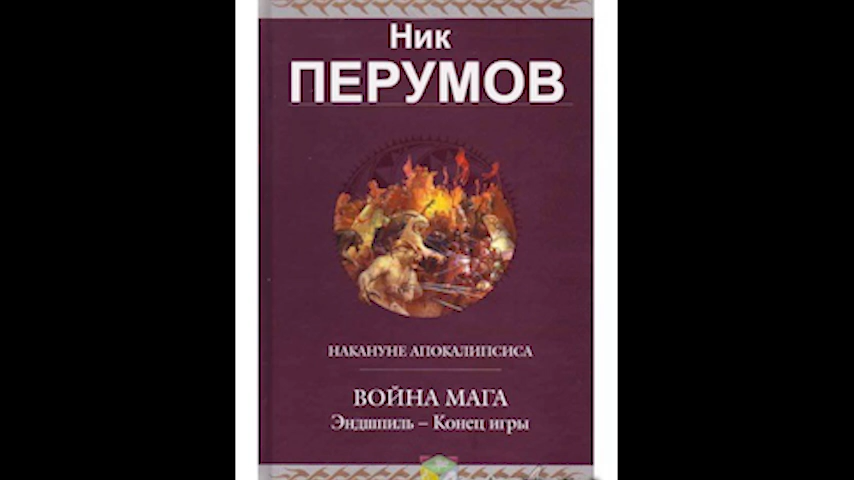 Ник
ПЕРУМОВ
НАКАНУНЕ АПОКАЛИПСИСА
ВОЙНА МАГА
Эндшпиль – Конец игры